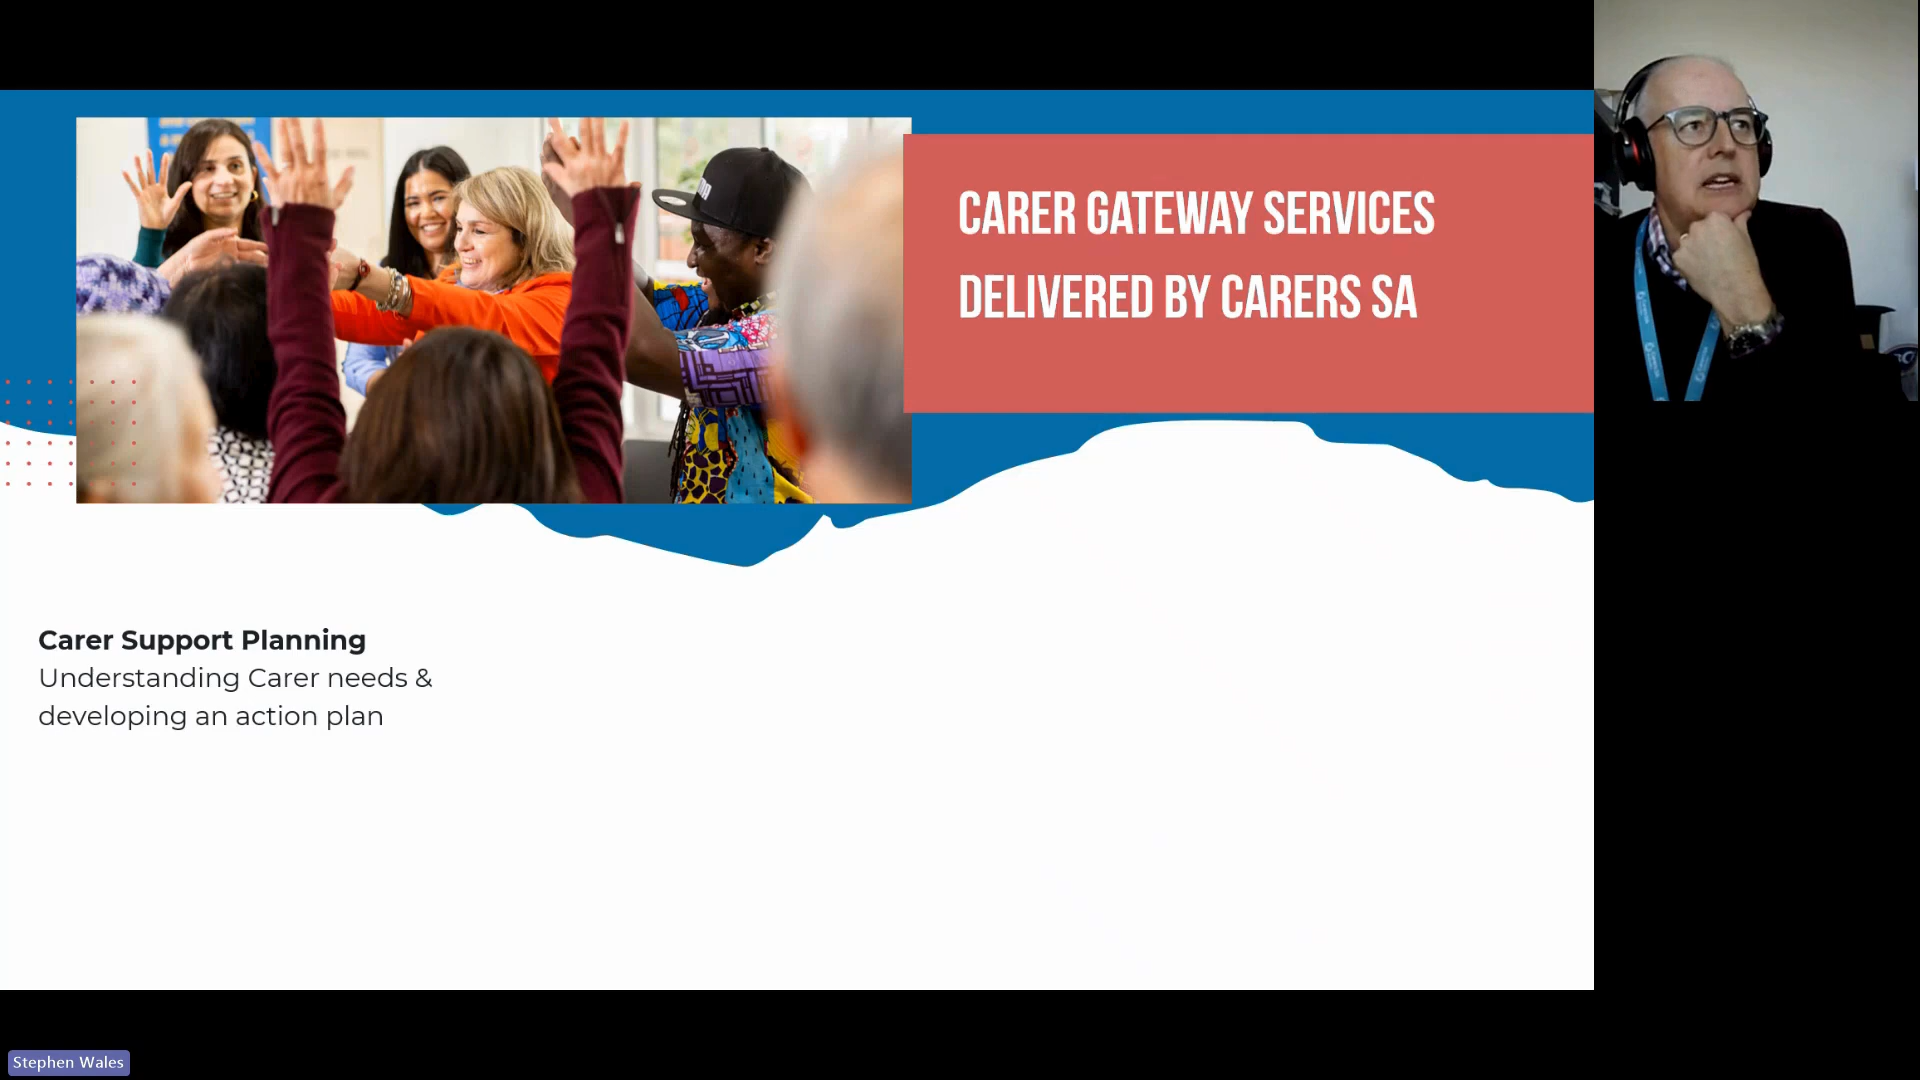 CARER GATEWAY SERVICES
DELIVERED BY CARERS SA
Carer Support Planning
Understanding Carer needs &
developing an action plan
Stephen Wales